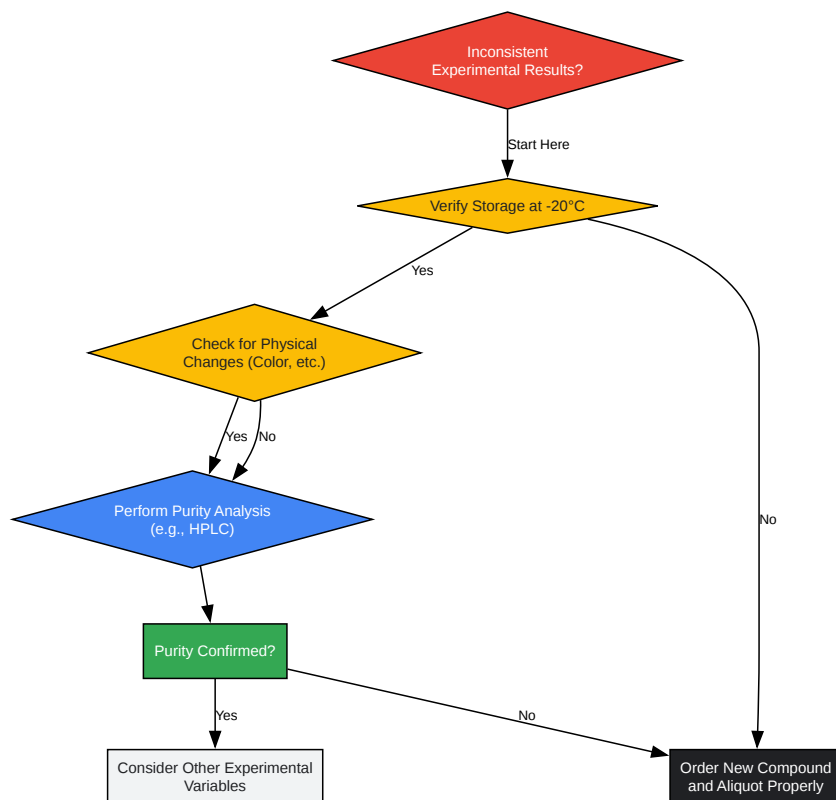 Inconsistent
Experimental Results?
Start Here
Verify Storage at -20°C
Yes
Check for Physical
Changes (Color, etc.)
Yes
No
Perform Purity Analysis
(e.g., HPLC)
No
Purity Confirmed?
Yes
No
Consider Other Experimental
Variables
Order New Compound
and Aliquot Properly